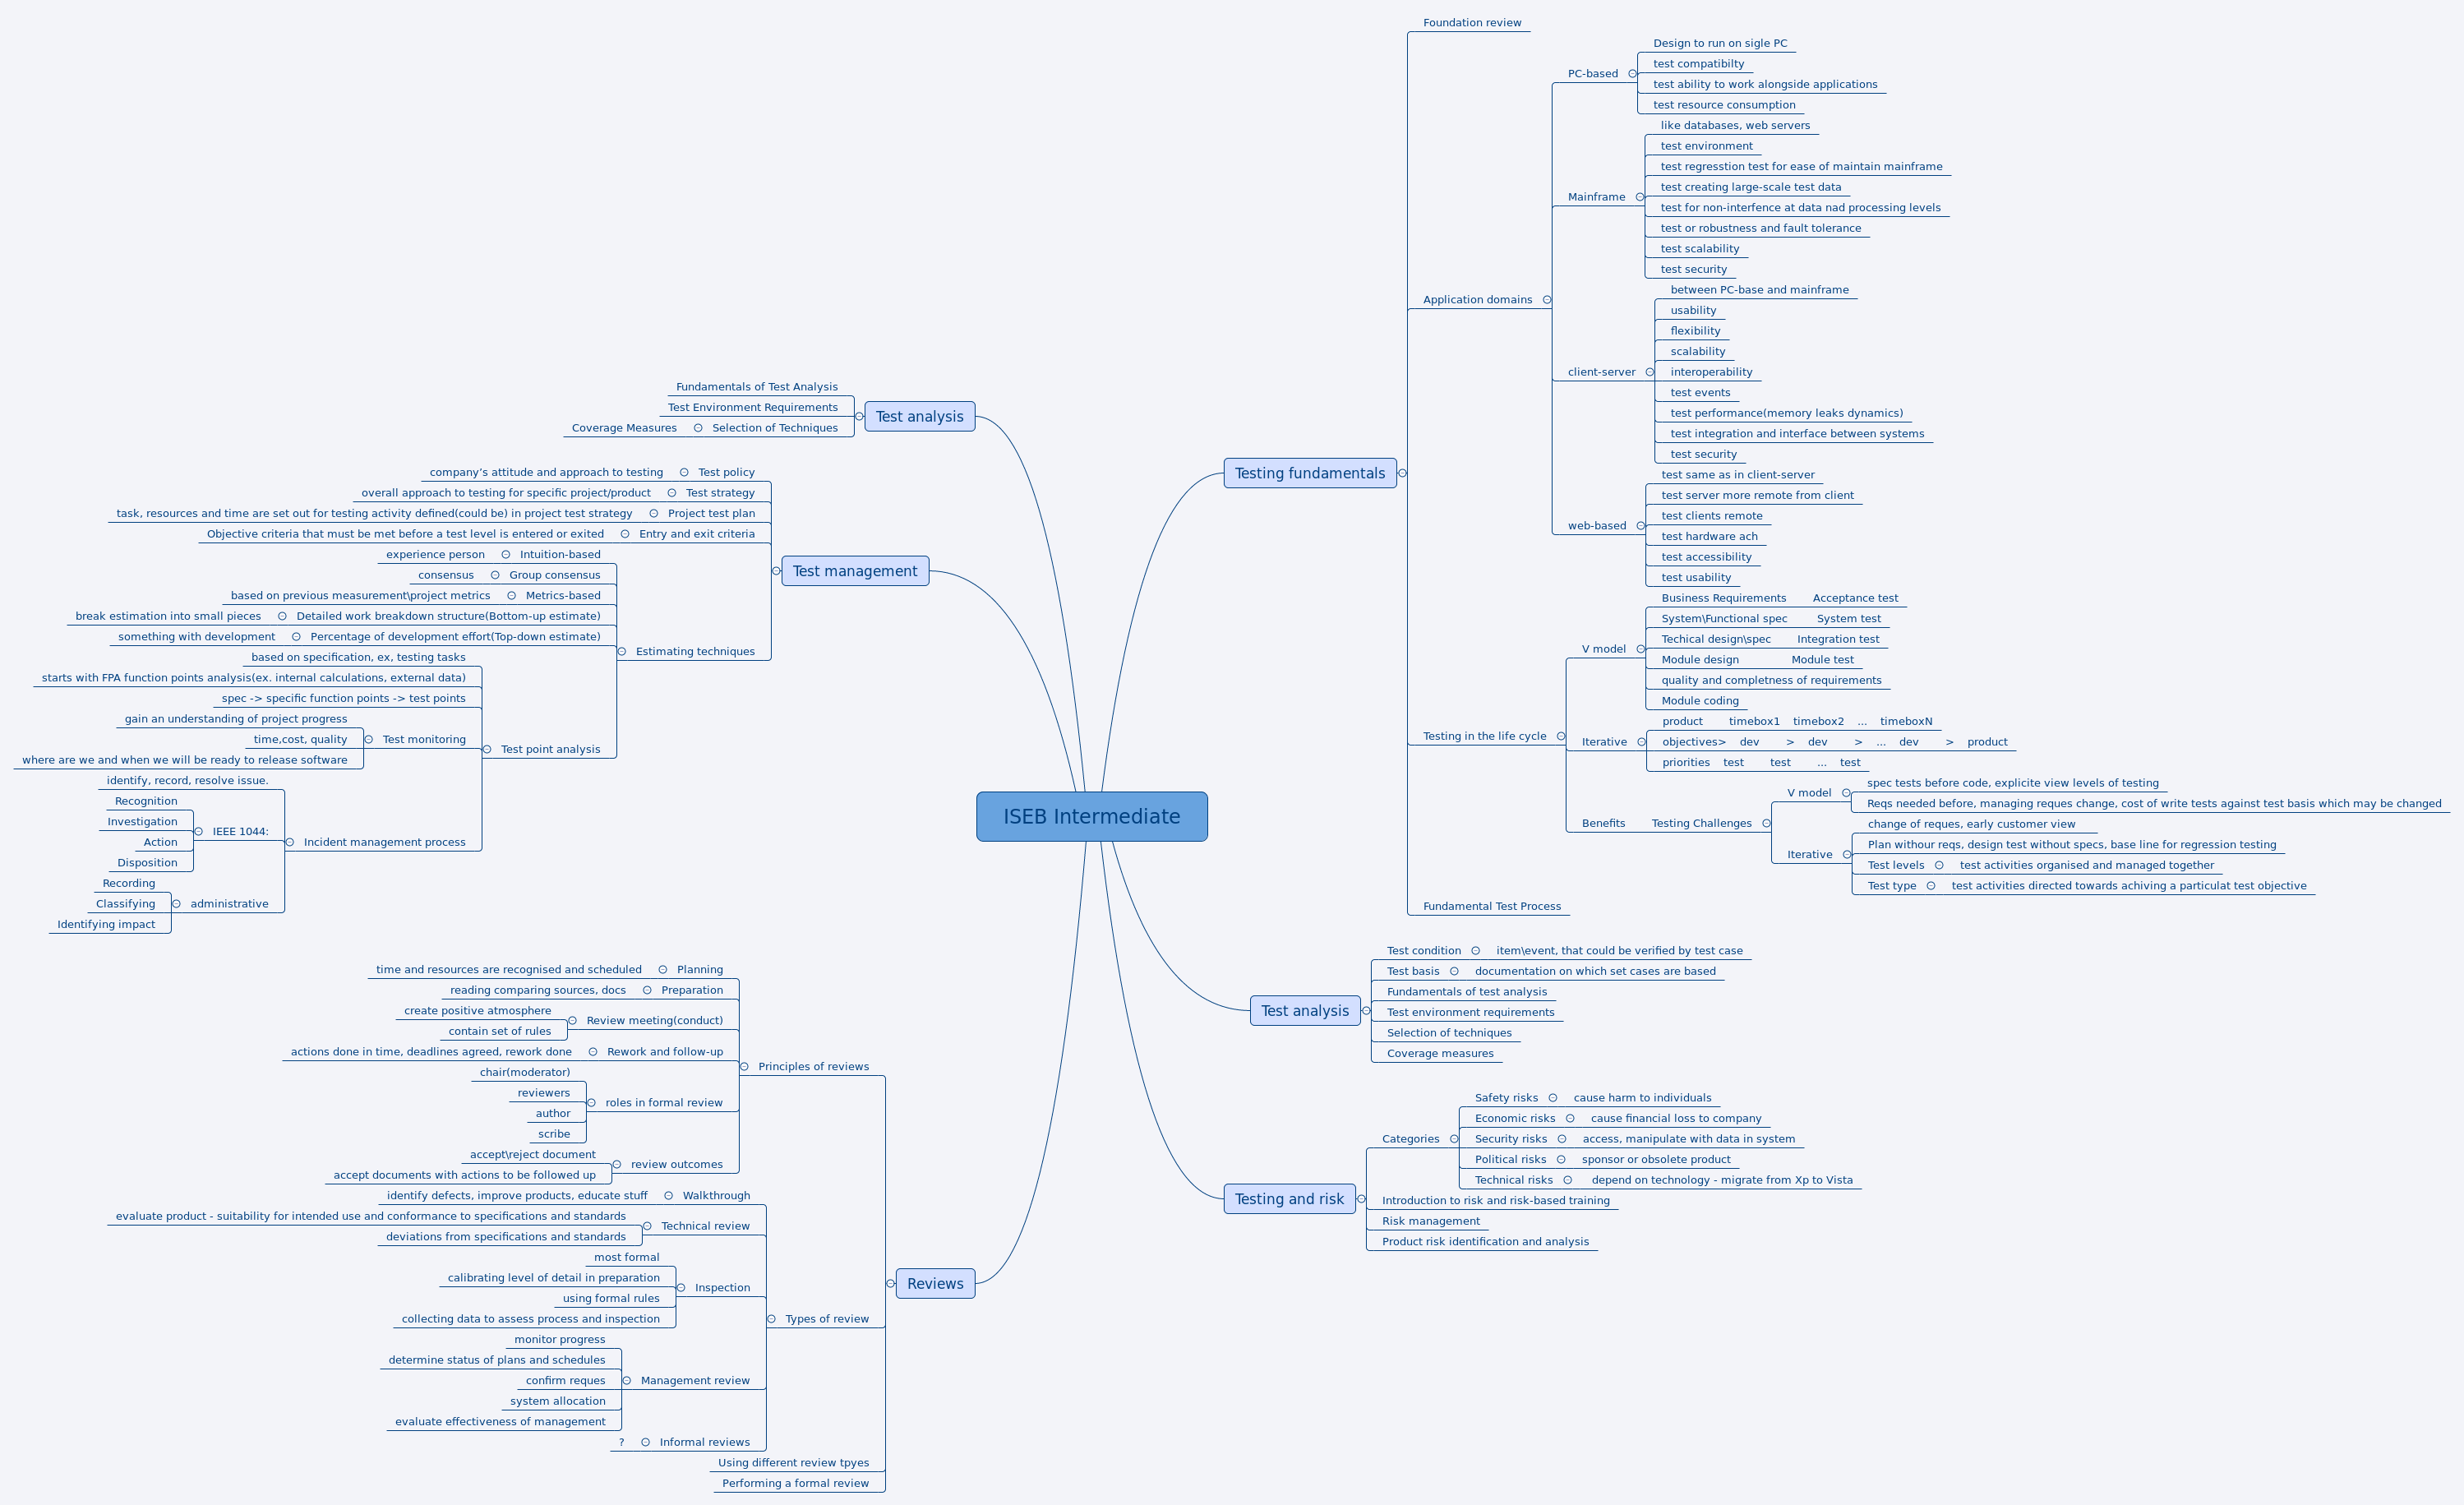 ISEB Intermediate
Testing fundamentals
Foundation review
Application domains
PC-based
Design to run on sigle PC
test compatibilty
test ability to work alongside applications
test resource consumption
Mainframe
like databases, web servers
test environment
test regresstion test for ease of maintain mainframe
test creating large-scale test data
test for non-interfence at data nad processing levels
test or robustness and fault tolerance
test scalability
test security
client-server
between PC-base and mainframe
usability
flexibility
scalability
interoperability
test events
test performance(memory leaks dynamics)
test integration and interface between systems
test security
web-based
test same as in client-server
test server more remote from client
test clients remote
test hardware ach
test accessibility
test usability
Testing in the life cycle
V model
Business Requirements Acceptance test
System\Functional spec System test
Techical design\spec Integration test
Module design Module test
quality and completness of requirements
Module coding
Iterative
product timebox1 timebox2 ... timeboxN
objectives> dev > dev > ... dev > product
priorities test test ... test
Benefits Testing Challenges
V model
spec tests before code, explicite view levels of testing
Reqs needed before, managing reques change, cost of write tests against test basis which may be changed
Iterative
change of reques, early customer view
Plan withour reqs, design test without specs, base line for regression testing
Test levels test activities organised and managed together
Test type test activities directed towards achiving a particulat test objective
Fundamental Test Process
Test analysis
Test condition item\event, that could be verified by test case
Test basis documentation on which set cases are based
Fundamentals of test analysis
Test environment requirements
Selection of techniques
Coverage measures
Testing and risk
Categories
Safety risks cause harm to individuals
Economic risks cause financial loss to company
Security risks access, manipulate with data in system
Political risks sponsor or obsolete product
Technical risks depend on technology - migrate from Xp to Vista
Introduction to risk and risk-based training
Risk management
Product risk identification and analysis
Test analysis
Fundamentals of Test Analysis
Test Environment Requirements
Coverage Measures Selection of Techniques
Test management
company’s attitude and approach to testing Test policy
overall approach to testing for specific project/product Test strategy
task, resources and time are set out for testing activity defined(could be) in project test strategy Project test plan
Objective criteria that must be met before a test level is entered or exited Entry and exit criteria
Estimating techniques
experience person Intuition-based
consensus Group consensus
based on previous measurement\project metrics Metrics-based
break estimation into small pieces Detailed work breakdown structure(Bottom-up estimate)
something with development Percentage of development effort(Top-down estimate)
Test point analysis
based on specification, ex, testing tasks
starts with FPA function points analysis(ex. internal calculations, external data)
spec -> specific function points -> test points
Test monitoring
gain an understanding of project progress
time,cost, quality
where are we and when we will be ready to release software
Incident management process
identify, record, resolve issue.
IEEE 1044:
Recognition
Investigation
Action
Disposition
administrative
Recording
Classifying
Identifying impact
Reviews
Principles of reviews
time and resources are recognised and scheduled Planning
reading comparing sources, docs Preparation
Review meeting(conduct)
create positive atmosphere
contain set of rules
actions done in time, deadlines agreed, rework done Rework and follow-up
roles in formal review
chair(moderator)
reviewers
author
scribe
review outcomes
accept\reject document
accept documents with actions to be followed up
Types of review
identify defects, improve products, educate stuff Walkthrough
Technical review
evaluate product - suitability for intended use and conformance to specifications and standards
deviations from specifications and standards
Inspection
most formal
calibrating level of detail in preparation
using formal rules
collecting data to assess process and inspection
Management review
monitor progress
determine status of plans and schedules
confirm reques
system allocation
evaluate effectiveness of management
? Informal reviews
Using different review tpyes
Performing a formal review